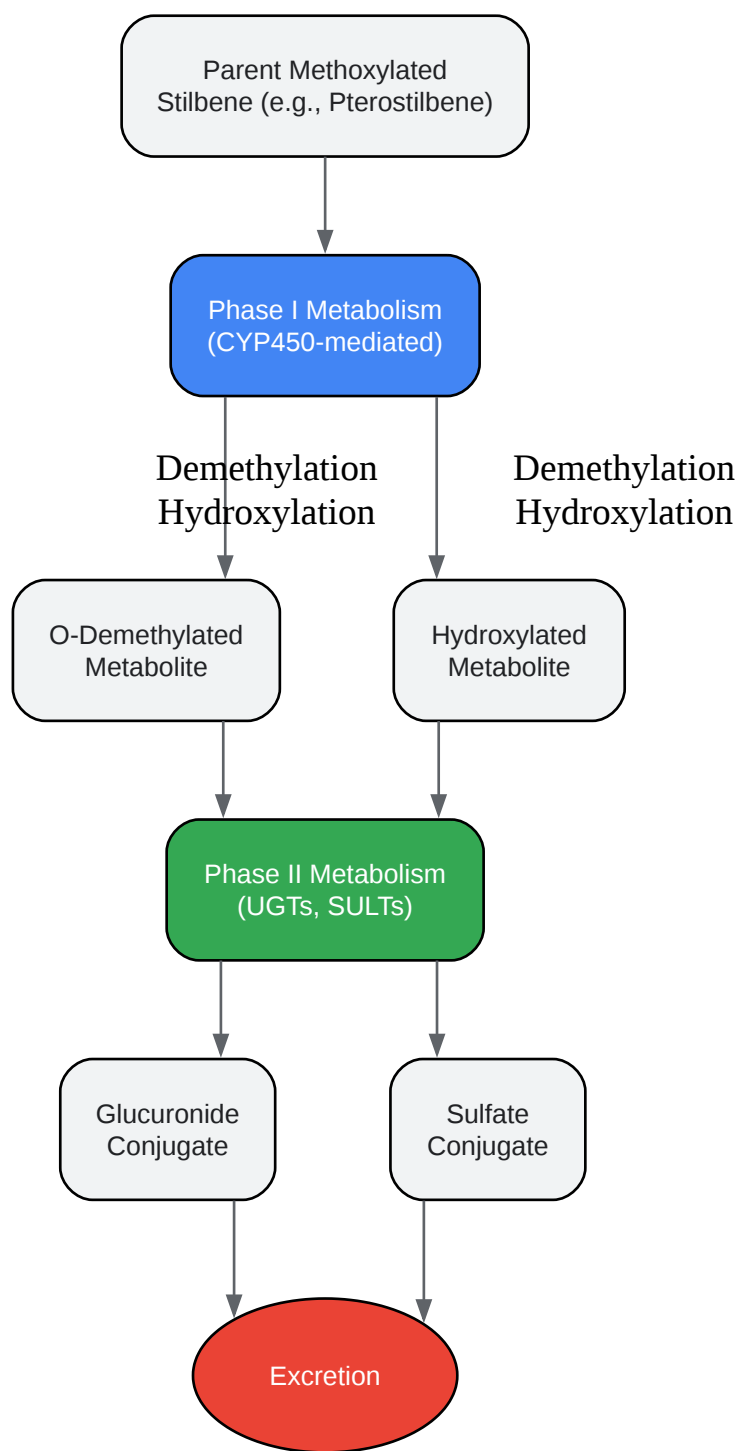 Parent Methoxylated
Stilbene (e.g., Pterostilbene)
Phase I Metabolism
(CYP450-mediated)
Demethylation
Hydroxylation
Demethylation
Hydroxylation
O-Demethylated
Metabolite
Hydroxylated
Metabolite
Phase II Metabolism
(UGTs, SULTs)
Glucuronide
Conjugate
Sulfate
Conjugate
Excretion